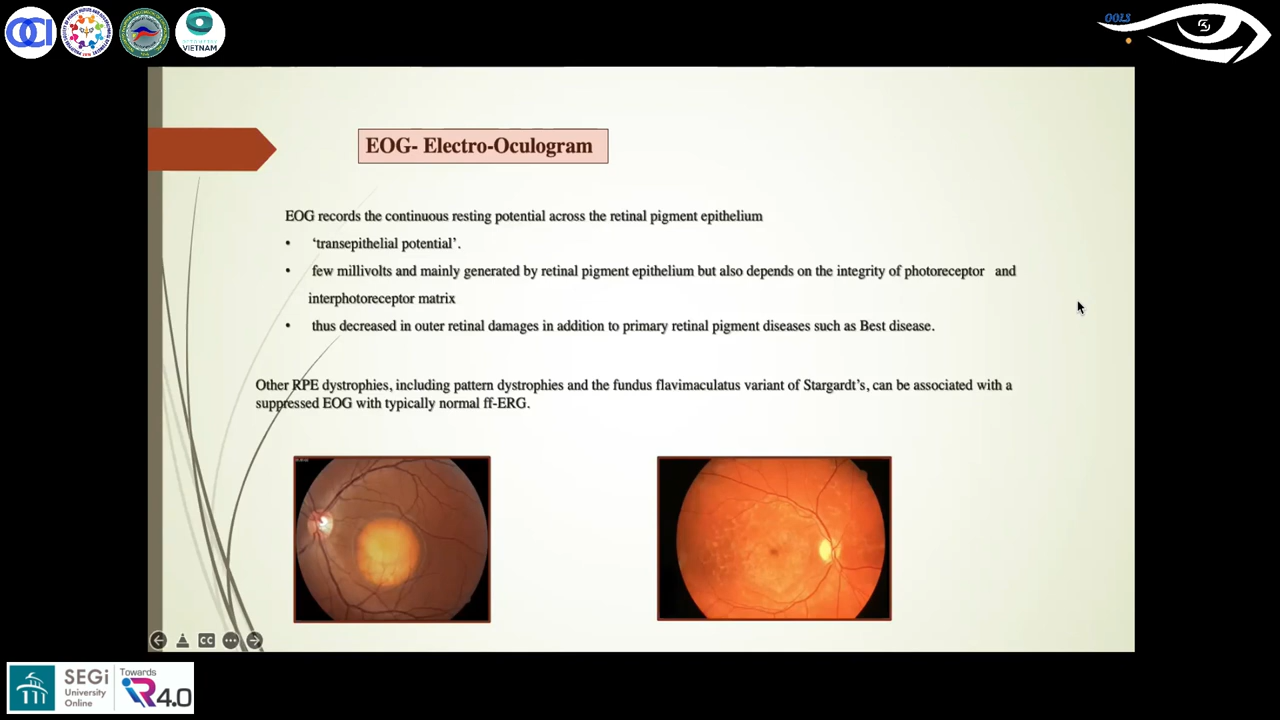 OCI
VIETNAM
OOLS
EOG- Electro-Oculogram
EOG records the continuous resting potential across the retinal pigment epithelium
• ‘transepithelial potential’.
• few millivolts and mainly generated by retinal pigment epithelium but also depends on the integrity of photoreceptor and
interphotoreceptor matrix
• thus decreased in outer retinal damages in addition to primary retinal pigment diseases such as Best disease.
Other RPE dystrophies, including pattern dystrophies and the fundus flavimaculatus variant of Stargardt’s, can be associated with a
suppressed EOG with typically normal ff-ERG.
CC
SEGi
University
Online
Towards
iR4.0